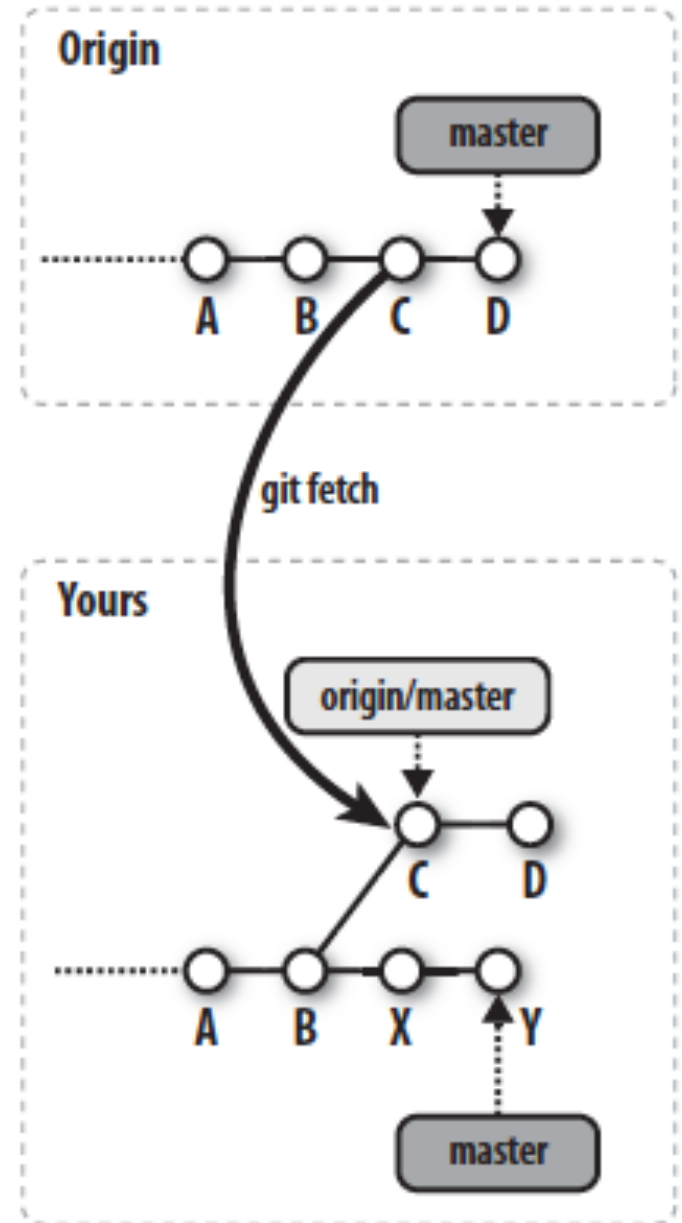 Origin
master
A B C D
git fetch
Yours
origin/master
C D
A B X Y
master